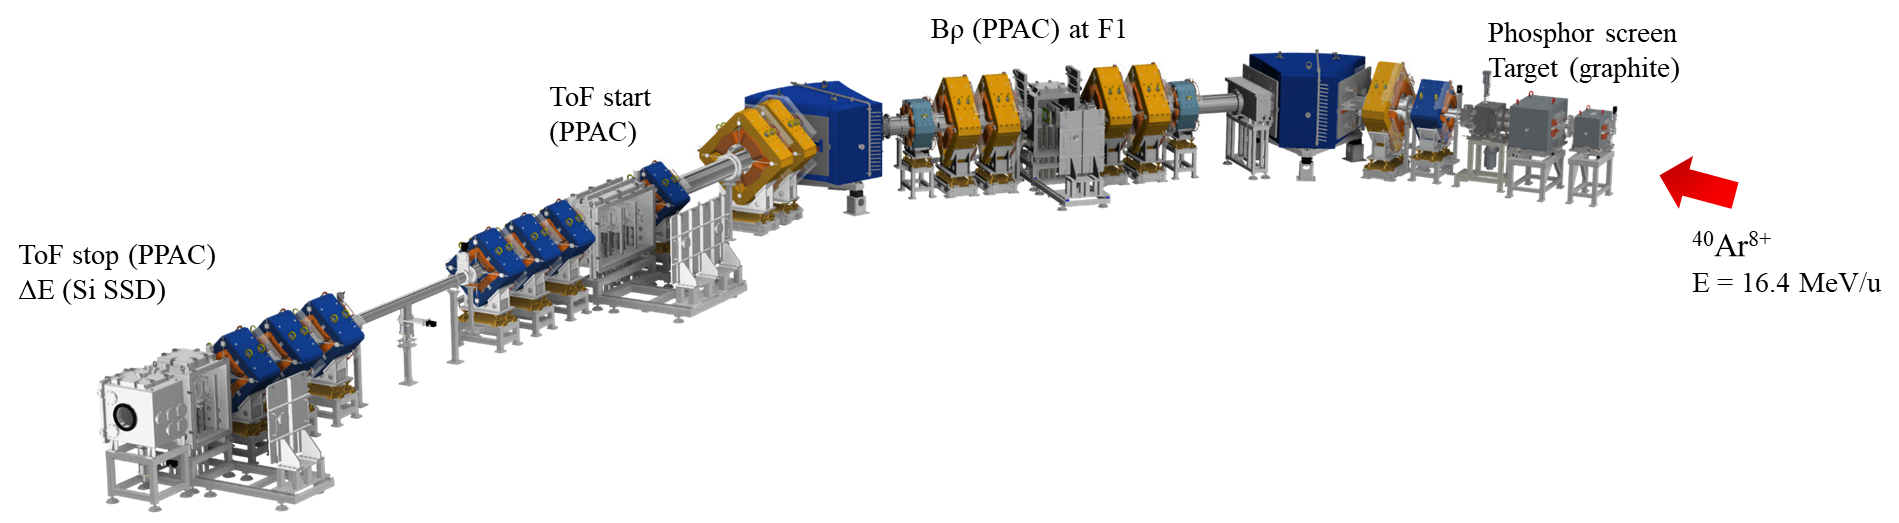 Bρ (PPAC) at F1
Phosphor screen
Target (graphite)
ToF start
(PPAC)
ToF stop (PPAC)
ΔE (Si SSD)
⁴⁰Ar⁸⁺
E = 16.4 MeV/u